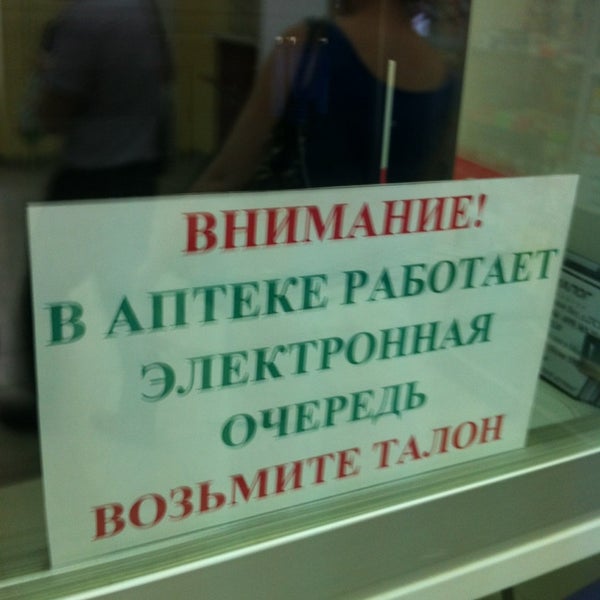 ВНИМАНИЕ!
В АПТЕКЕ РАБОТАЕТ
ЭЛЕКТРОННАЯ
ОЧЕРЕДЬ
ВОЗЬМИТЕ ТАЛОН